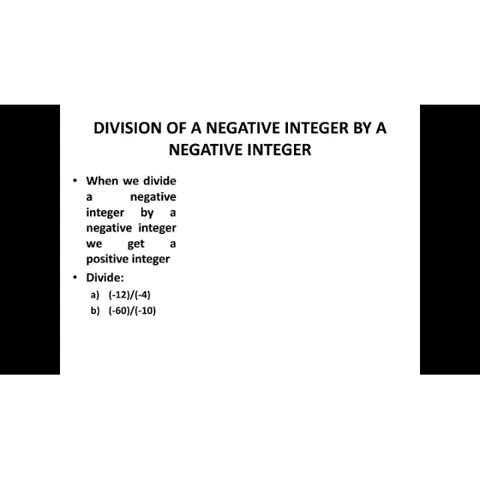 DIVISION OF A NEGATIVE INTEGER BY A
NEGATIVE INTEGER
• When we divide
a negative
integer by a
negative integer
we get a
positive integer
• Divide:
a) (-12)/(-4)
b) (-60)/(-10)